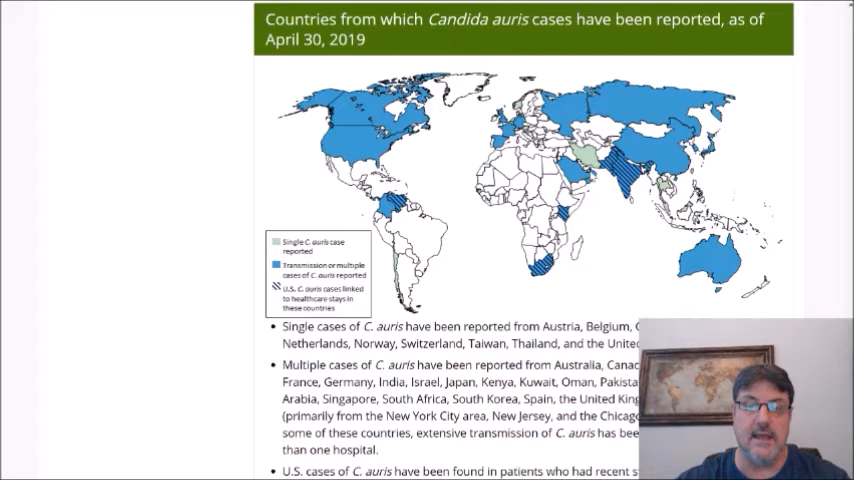 Countries from which Candida auris cases have been reported, as of
April 30, 2019
Single C. auris case
reported
Transmission or multiple
cases of C. auris reported
U.S. C. auris cases linked
to healthcare stays in
these countries
• Single cases of C. auris have been reported from Austria, Belgium,
Netherlands, Norway, Switzerland, Taiwan, Thailand, and the United
• Multiple cases of C. auris have been reported from Australia, Canad
France, Germany, India, Israel, Japan, Kenya, Kuwait, Oman, Pakista
Arabia, Singapore, South Africa, South Korea, Spain, the United King
(primarily from the New York City area, New Jersey, and the Chicago
some of these countries, extensive transmission of C. auris has bee
than one hospital.
• U.S. cases of C. auris have been found in patients who had recent